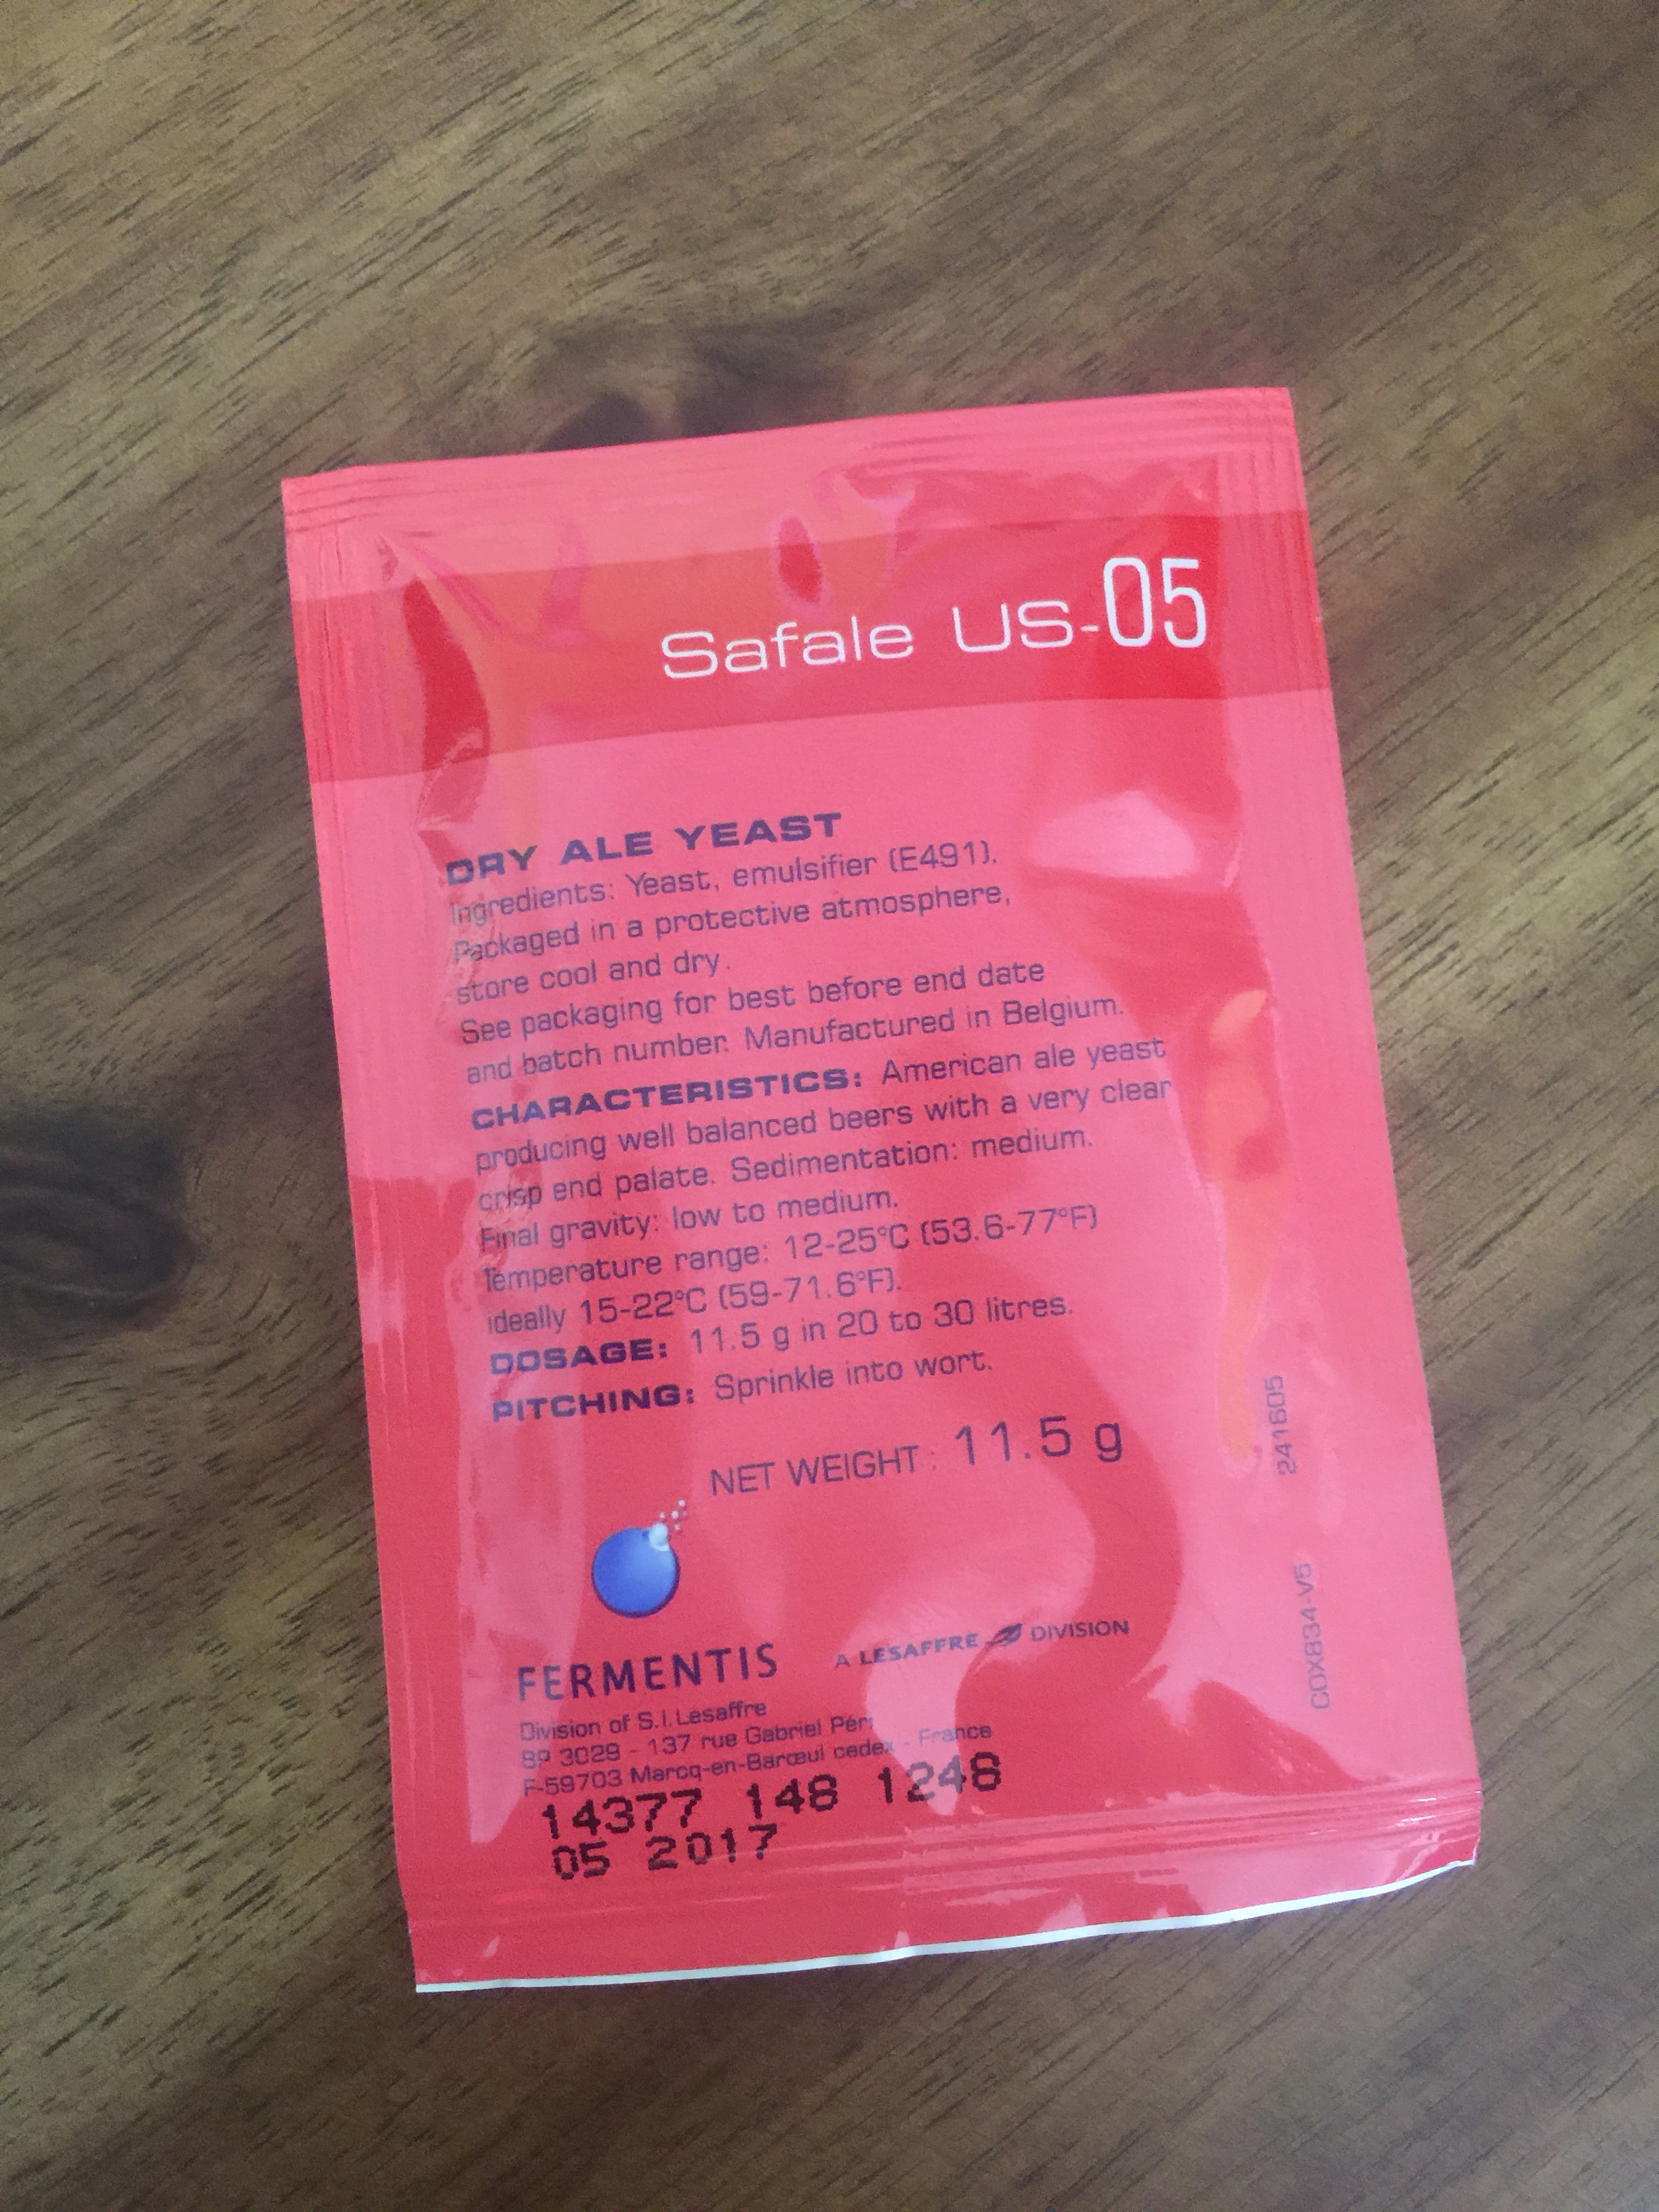 Safale US-05
DRY ALE YEAST
Ingredients: Yeast, emulsifier (E491).
Packaged in a protective atmosphere,
store cool and dry.
See packaging for best before end date
and batch number. Manufactured in Belgium.
CHARACTERISTICS: American ale yeast
producing well balanced beers with a very clear
crisp end palate. Sedimentation: medium.
Final gravity: low to medium.
Temperature range: 12-25°C (53.6-77°F)
ideally 15-22°C (59-71.6°F).
DOSAGE: 11.5 g in 20 to 30 litres.
PITCHING: Sprinkle into wort.
NET WEIGHT : 11.5 g
241605
CDX834-V5
FERMENTIS
A LESAFFRE DIVISION
Division of S.I.Lesaffre
BP 3029 - 137 rue Gabriel
F-59703 Marcq-en-Barœul cedex - France
14377 148 1248
05 2017